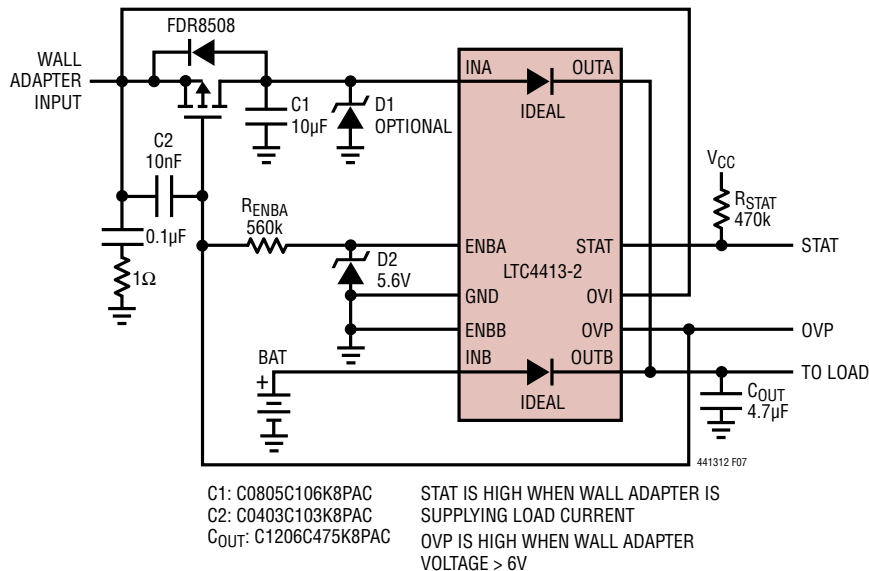 FDR8508
WALL
ADAPTER
INPUT
C1
10µF
D1
OPTIONAL
INA
OUTA
IDEAL
C2
10nF
0.1µF
1Ω
R_ENBA
560k
D2
5.6V
ENBA
STAT
LTC4413-2
GND
OVI
ENBB
OVP
INB
OUTB
IDEAL
V_CC
R_STAT
470k
STAT
OVP
TO LOAD
BAT
+
C_OUT
4.7µF
441312 F07
C1: C0805C106K8PAC
C2: C0403C103K8PAC
C_OUT: C1206C475K8PAC
STAT IS HIGH WHEN WALL ADAPTER IS
SUPPLYING LOAD CURRENT
OVP IS HIGH WHEN WALL ADAPTER
VOLTAGE > 6V